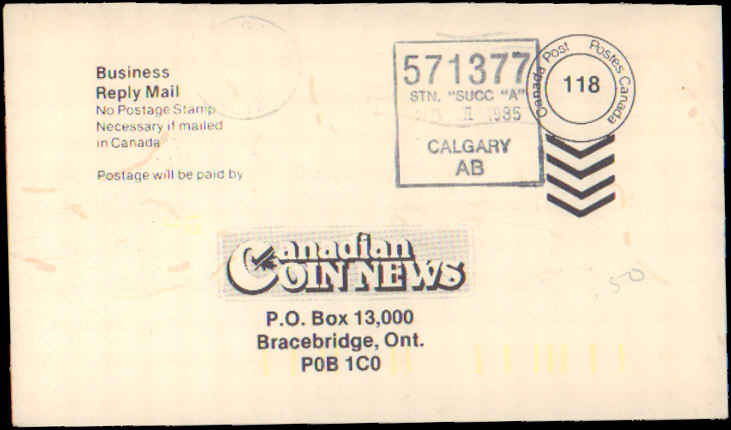 Business
Reply Mail
No Postage Stamp
Necessary if mailed
in Canada
Postage will be paid by
571377
STN. "SUCC "A"
1985
CALGARY
AB
Canada Post Postes Canada
118
Canadian
COIN NEWS
P.O. Box 13,000
Bracebridge, Ont.
P0B 1C0
50